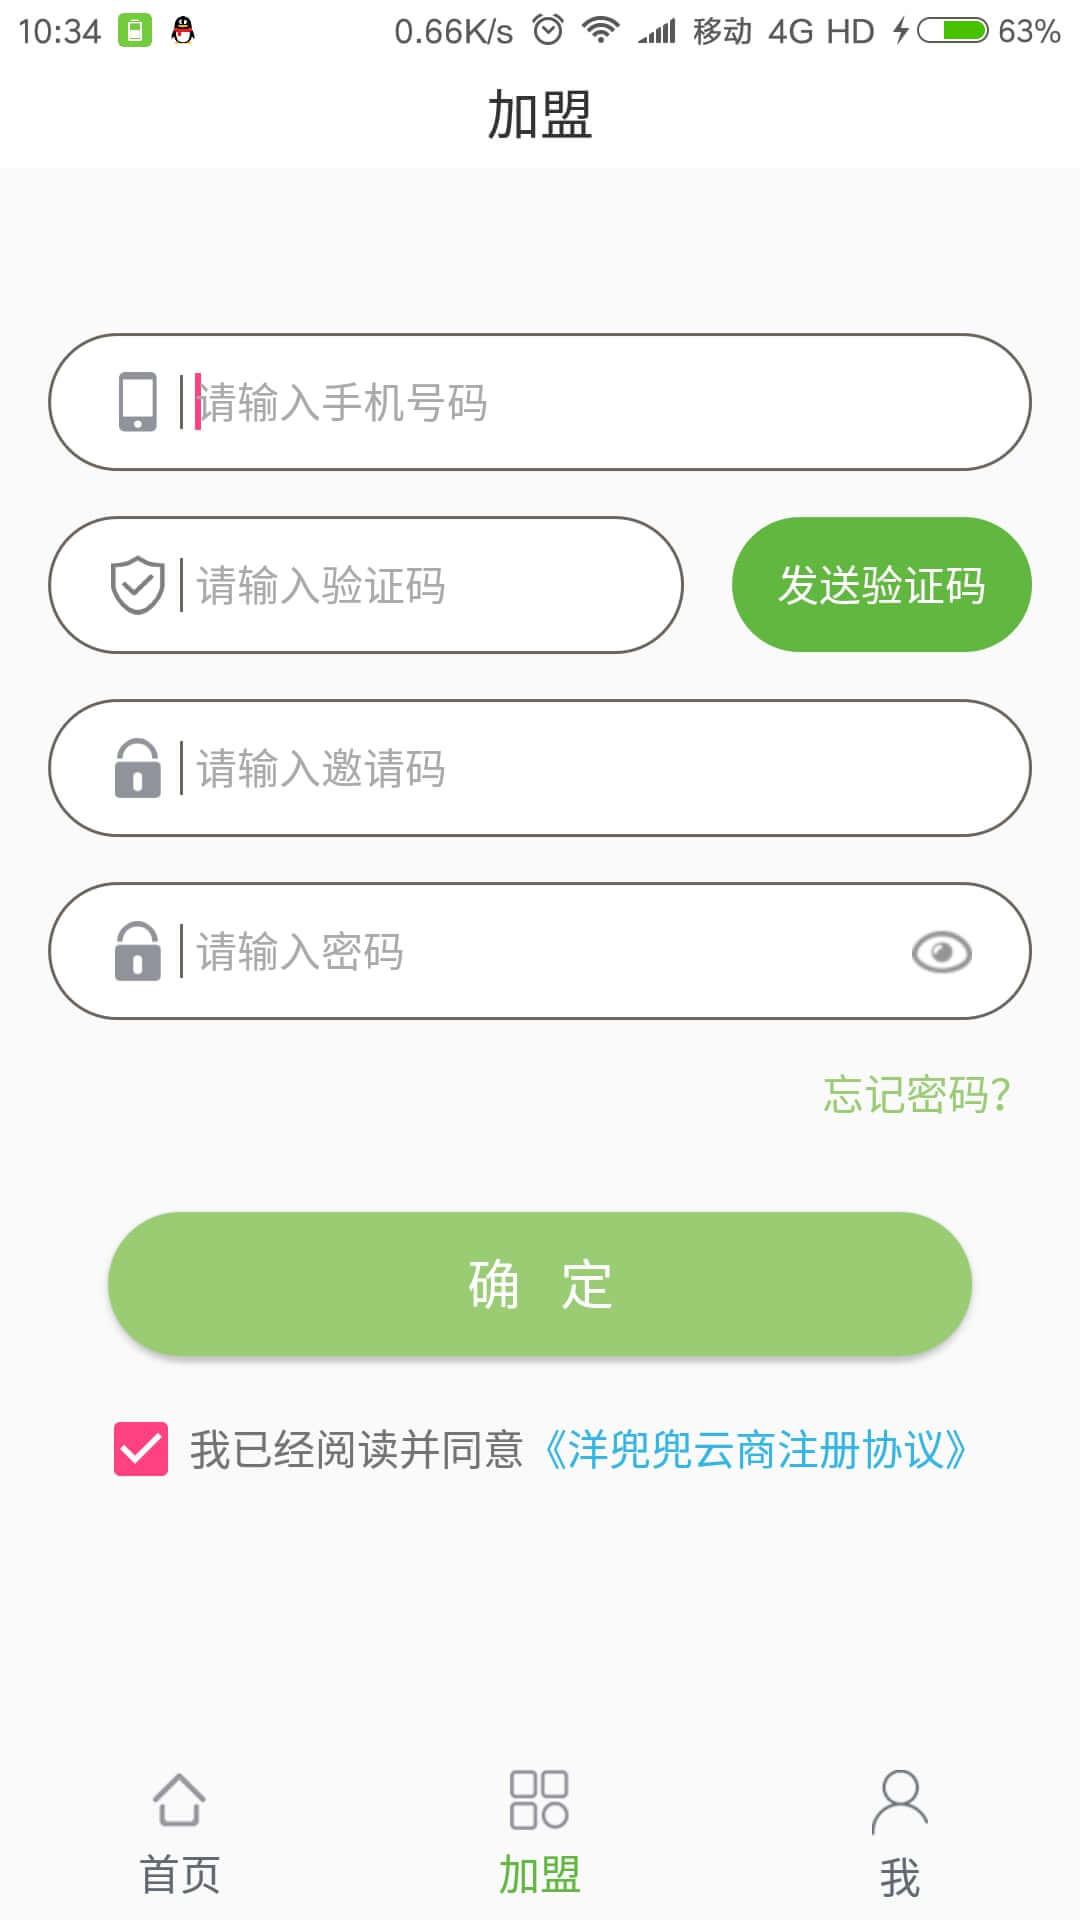 10:34 0.66K/s 移动 4G HD 63%
加盟
请输入手机号码
请输入验证码 发送验证码
请输入邀请码
请输入密码
忘记密码?
确 定
我已经阅读并同意《洋兜兜云商注册协议》
首页 加盟 我